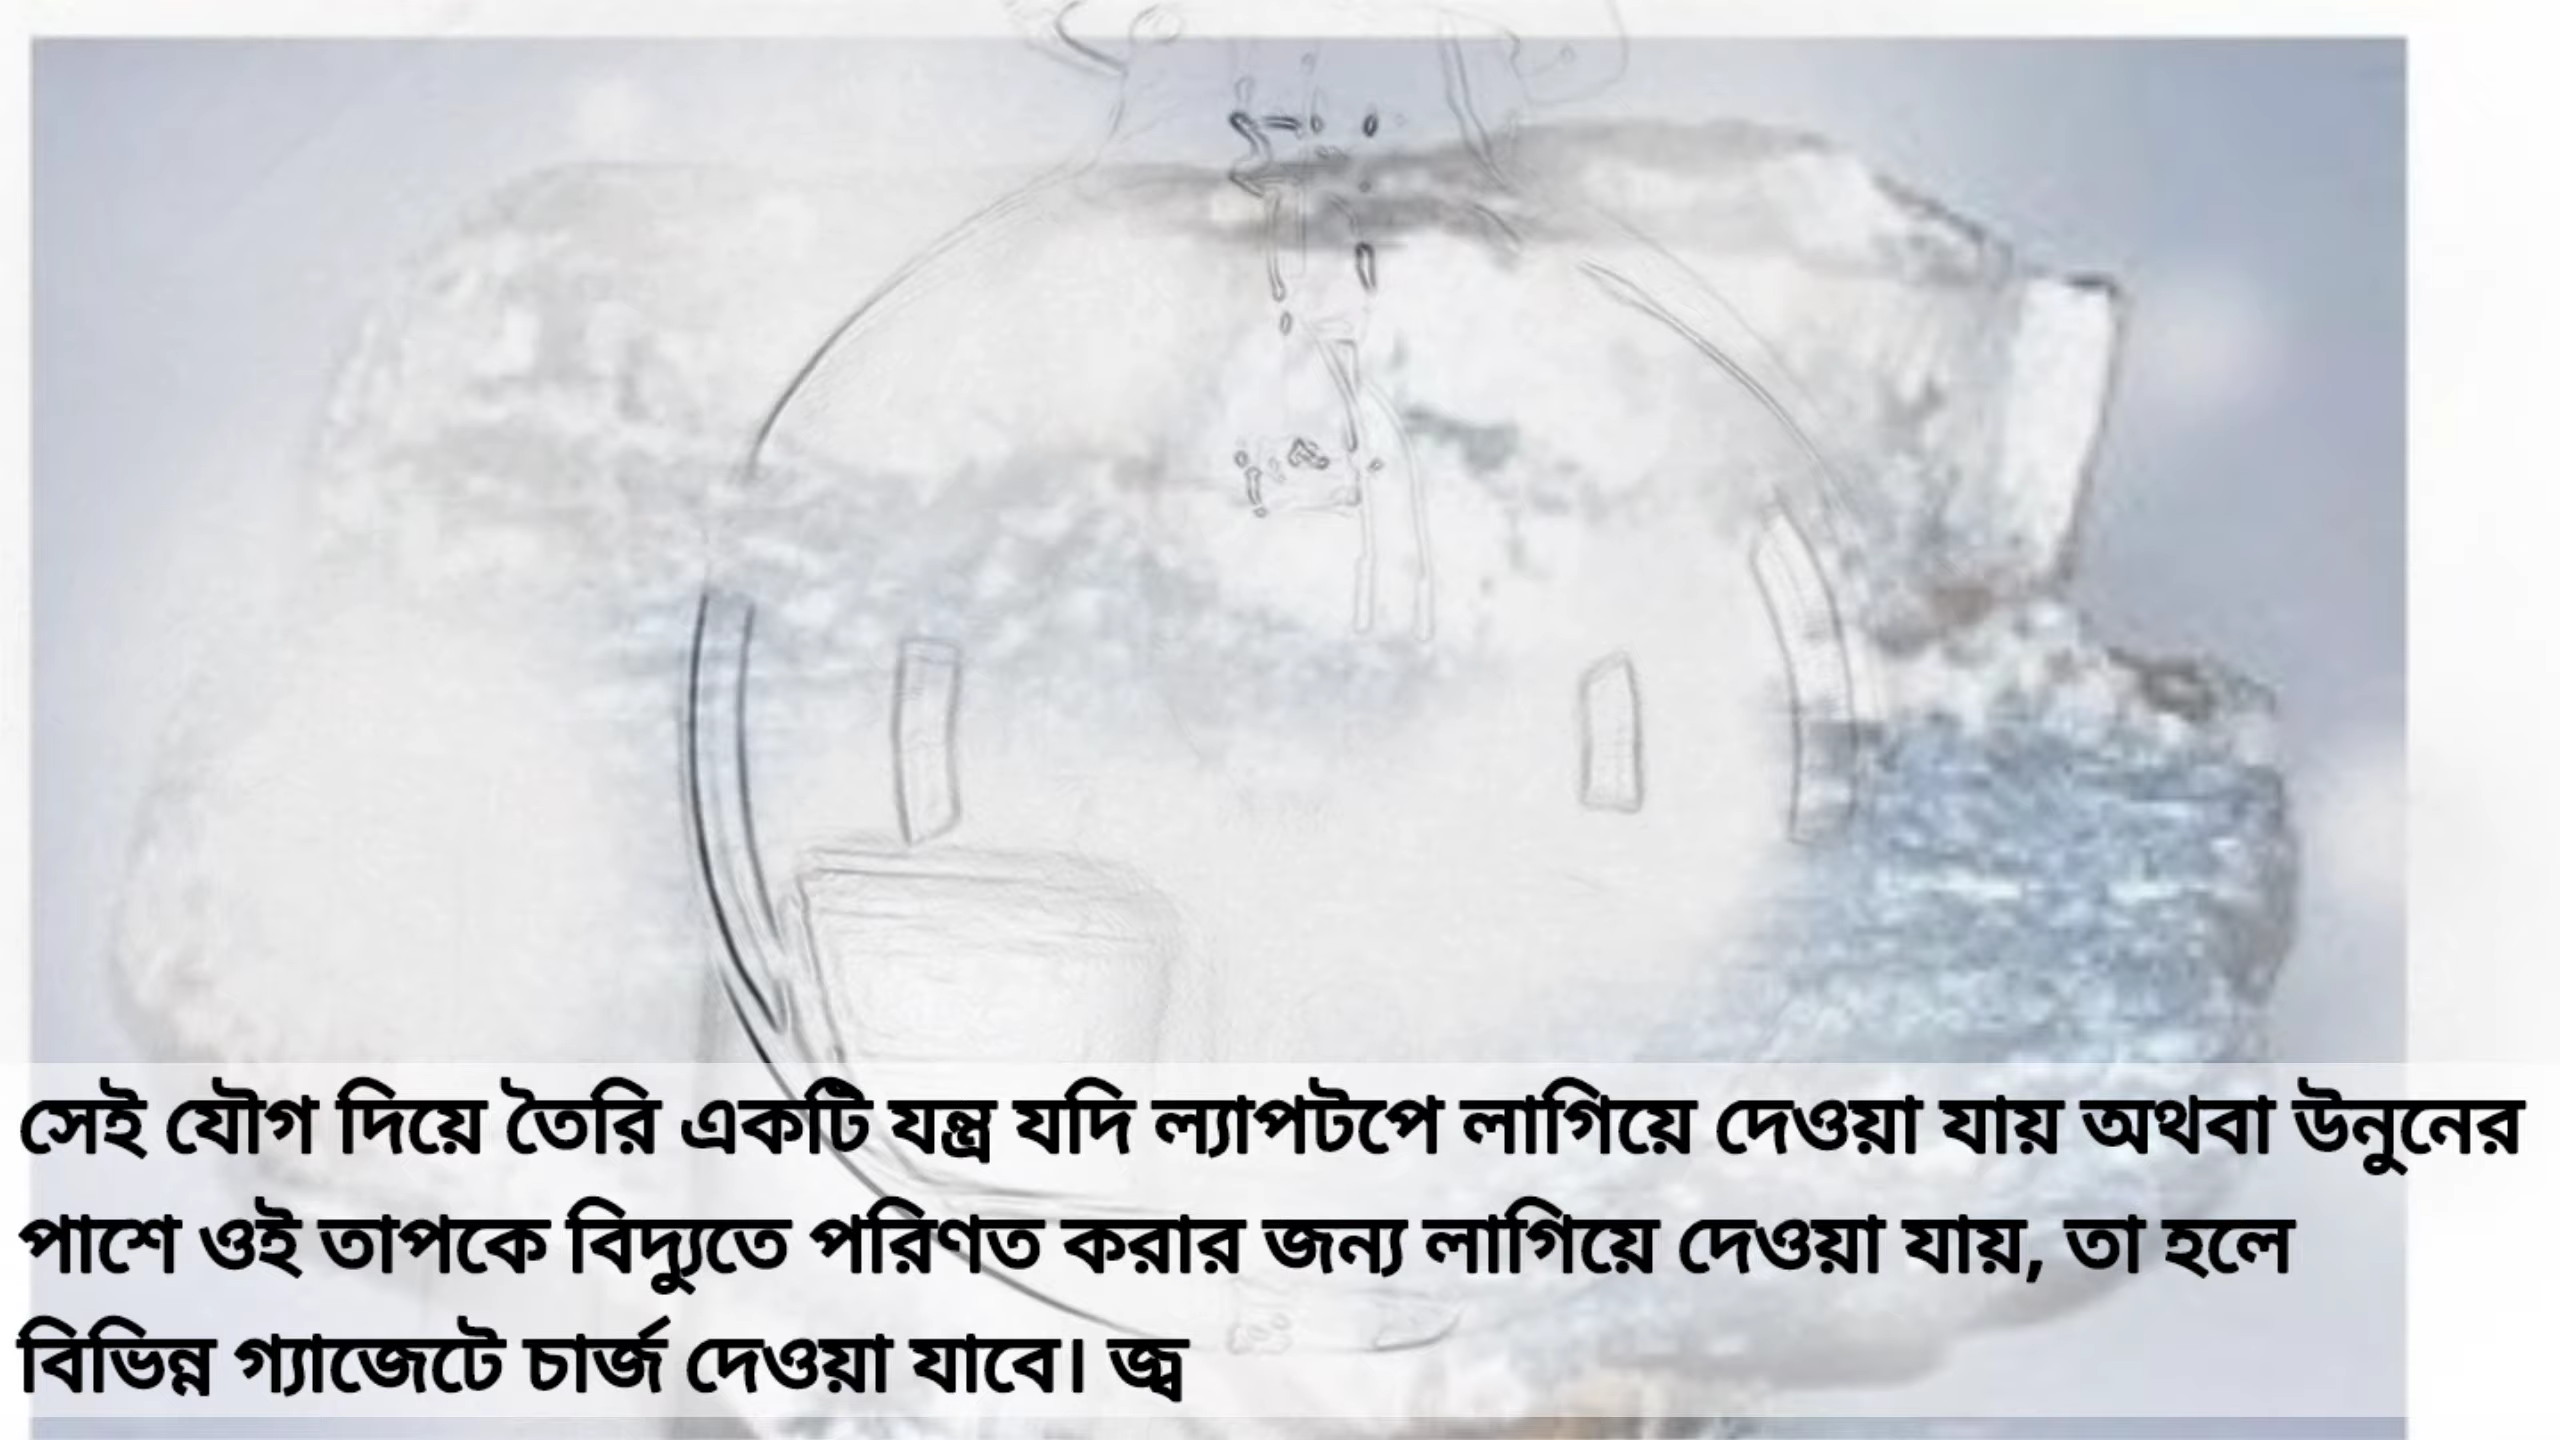 সেই যৌগ দিয়ে তৈরি একটি যন্ত্র যদি ল্যাপটপে লাগিয়ে দেওয়া যায় অথবা উনুনের
পাশে ওই তাপকে বিদ্যুতে পরিণত করার জন্য লাগিয়ে দেওয়া যায়, তা হলে
বিভিন্ন গ্যাজেটে চার্জ দেওয়া যাবে। জ্ব